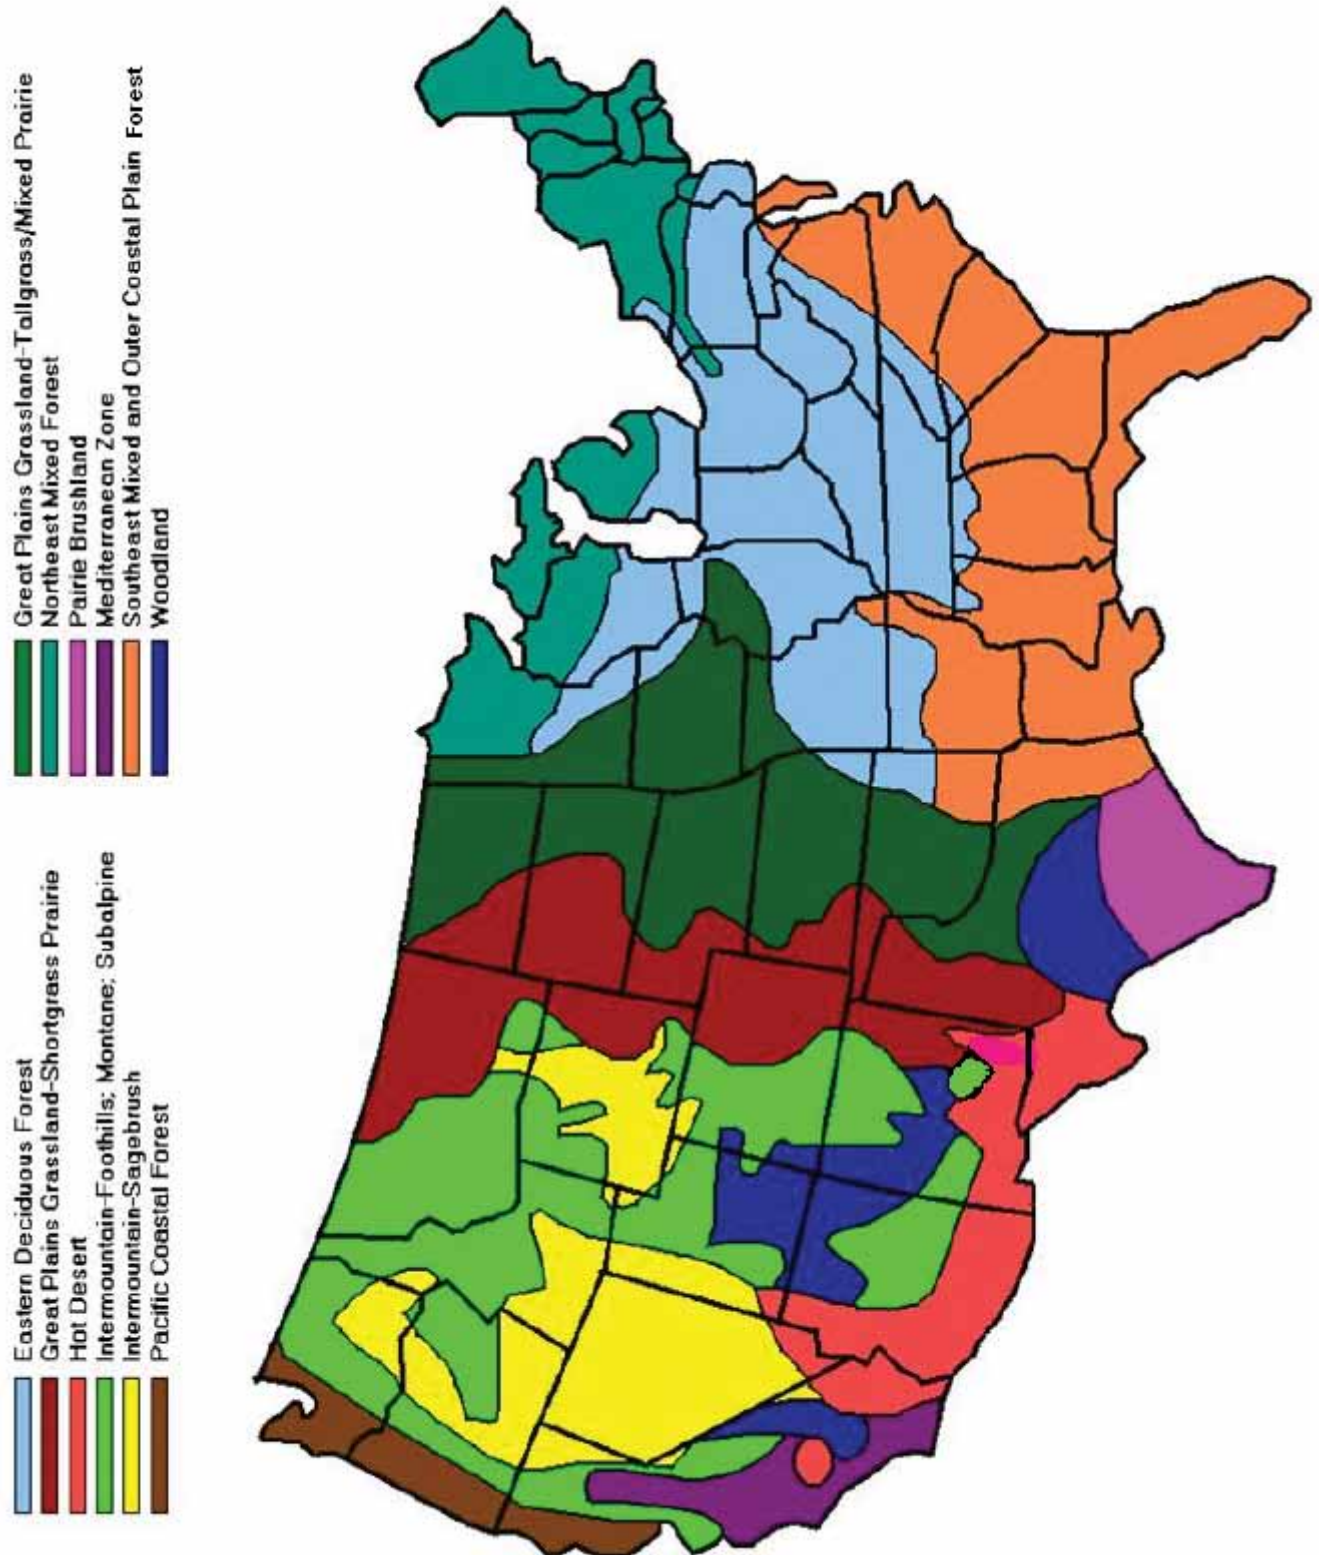 Eastern Deciduous Forest
Great Plains Grassland-Shortgrass Prairie
Hot Desert
Intermountain-Foothills; Montane; Subalpine
Intermountain-Sagebrush
Pacific Coastal Forest
Great Plains Grassland-Tallgrass/Mixed Prairie
Northeast Mixed Forest
Pairie Brushland
Mediterranean Zone
Southeast Mixed and Outer Coastal Plain Forest
Woodland